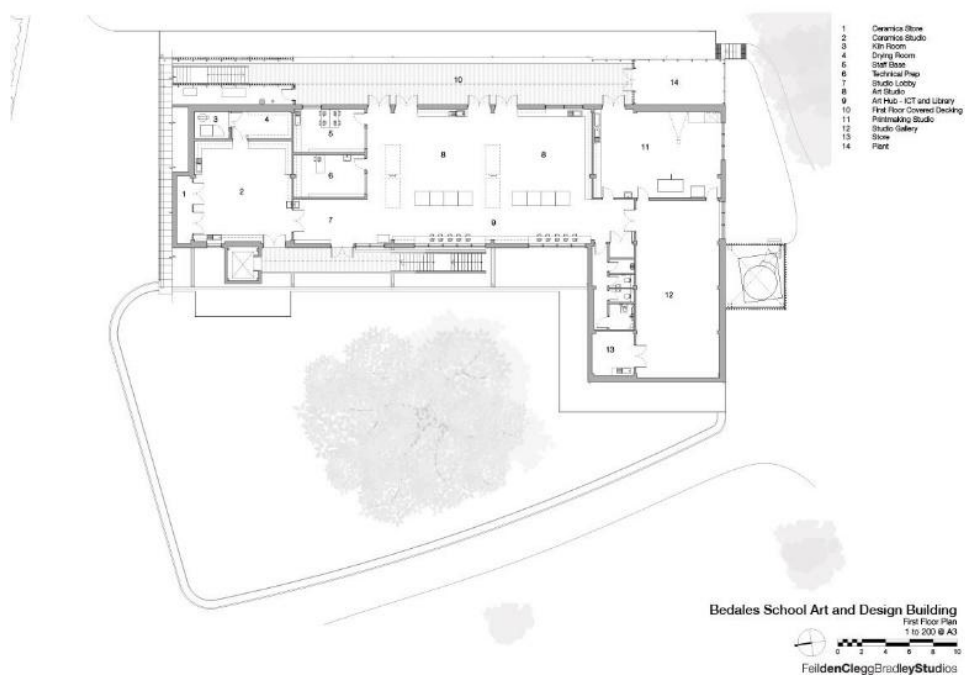 1 Ceramics Store
2 Ceramics Studio
3 Kiln Room
4 Drying Room
5 Staff Base
6 Technical Prep
7 Studio Lobby
8 Art Studio
9 Art Hub - ICT and Library
10 First Floor Covered Decking
11 Printmaking Studio
12 Studio Gallery
13 Store
14 Plant
10
14
3
4
5
8
8
11
6
1
2
7
9
12
13
Bedales School Art and Design Building
First Floor Plan
1 to 200 @ A3
0 2 4 6 8 10
FeildenCleggBradleyStudios